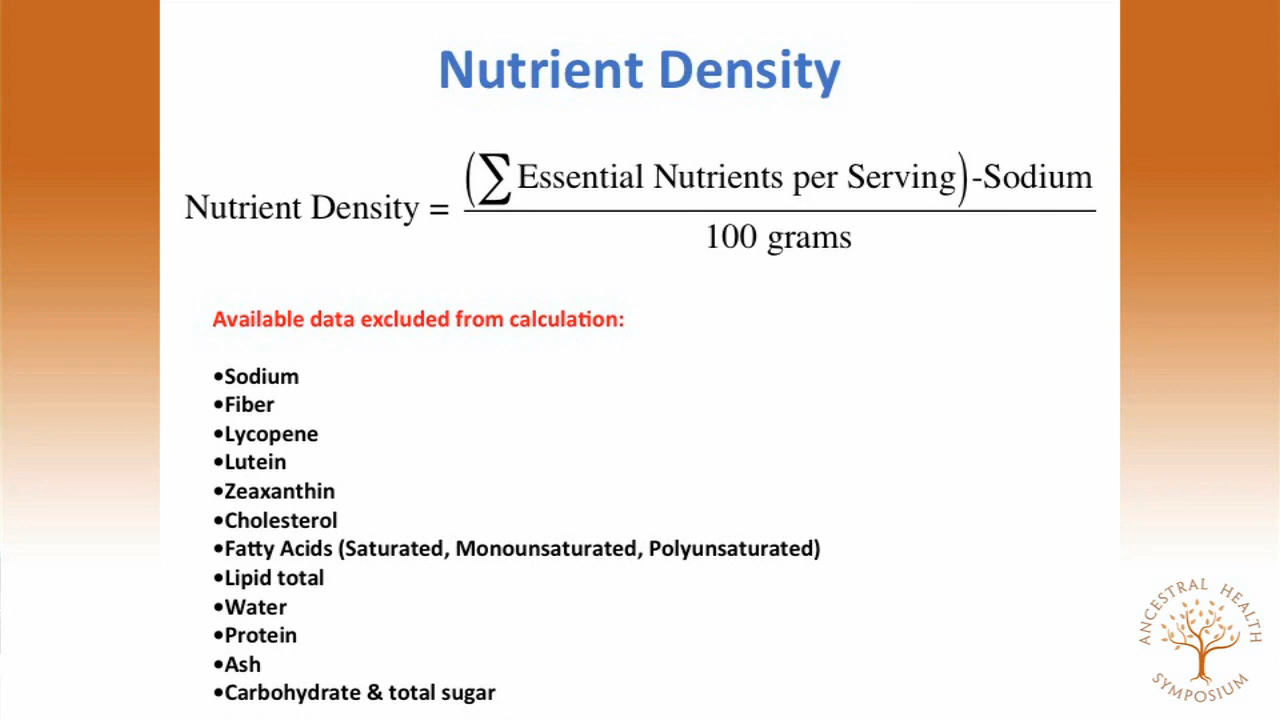 Nutrient Density
Nutrient Density = (∑Essential Nutrients per Serving)-Sodium
100 grams
Available data excluded from calculation:
•Sodium
•Fiber
•Lycopene
•Lutein
•Zeaxanthin
•Cholesterol
•Fatty Acids (Saturated, Monounsaturated, Polyunsaturated)
•Lipid total
•Water
•Protein
•Ash
•Carbohydrate & total sugar
ANCESTRAL HEALTH
SYMPOSIUM